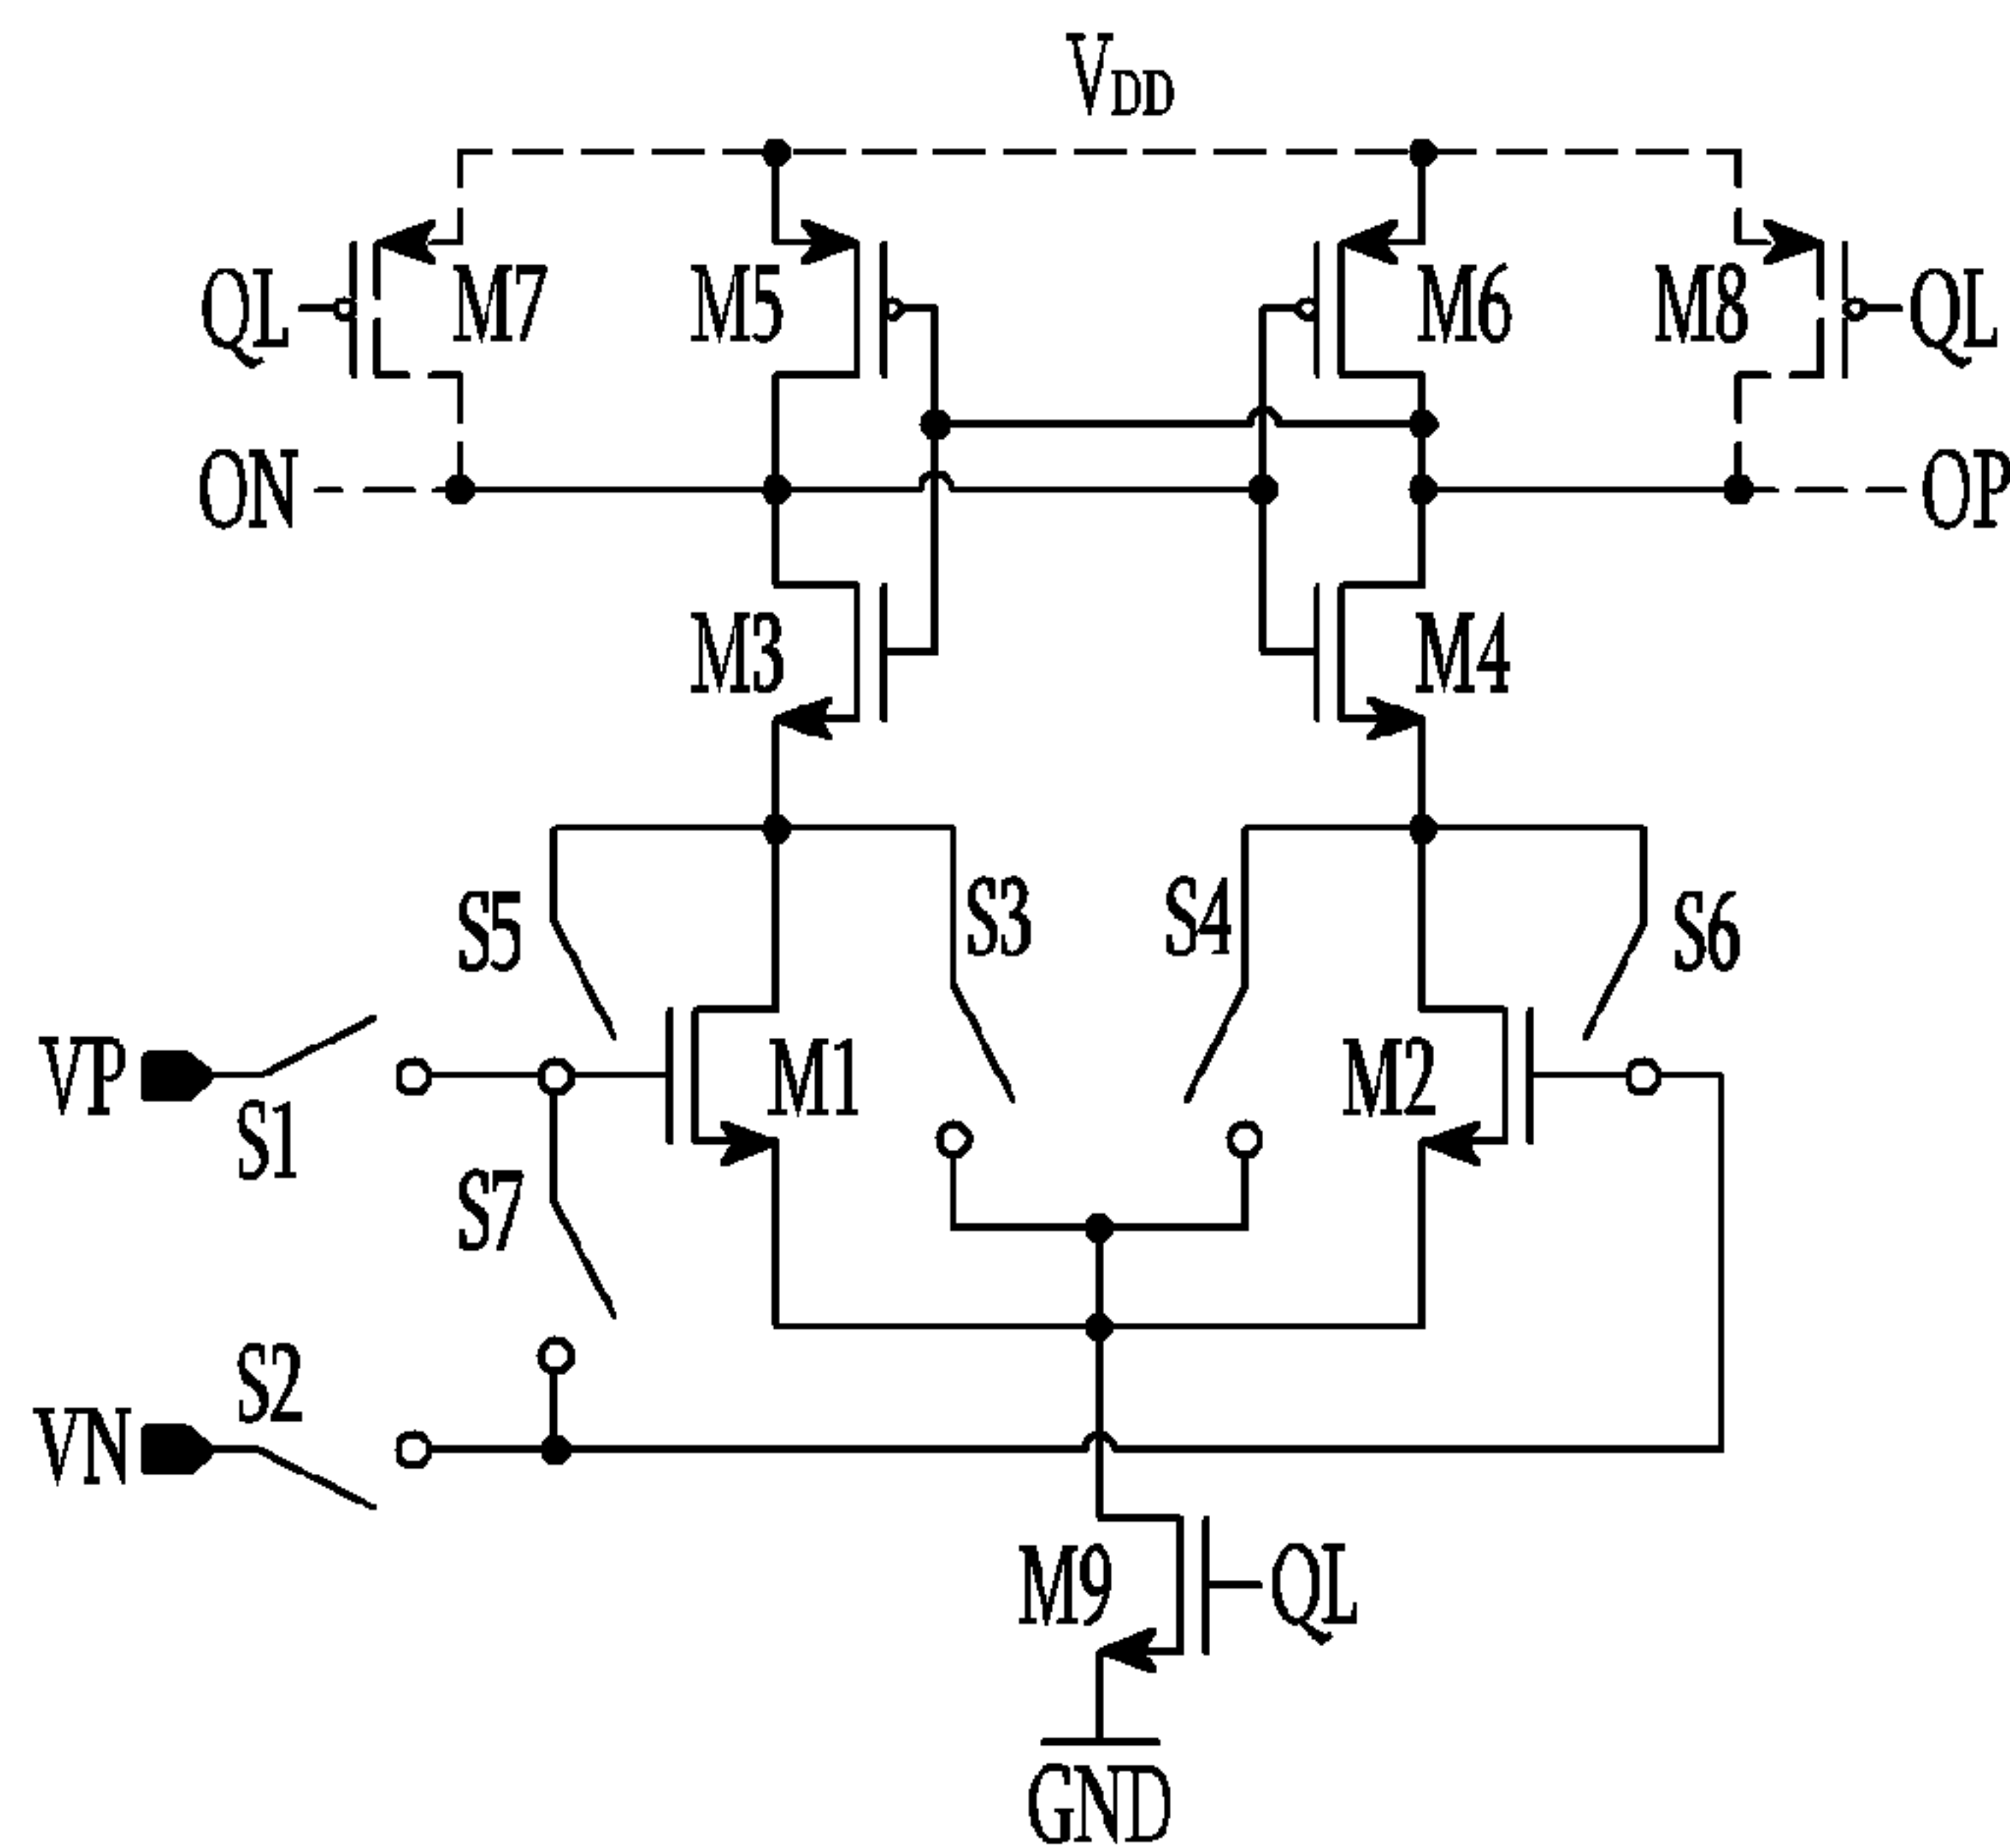 VDD
QL M7 M5 M6 M8 QL
ON OP
M3 M4
S5 S3 S4 S6
VP S1 M1 M2
S7
VN S2
M9 QL
GND